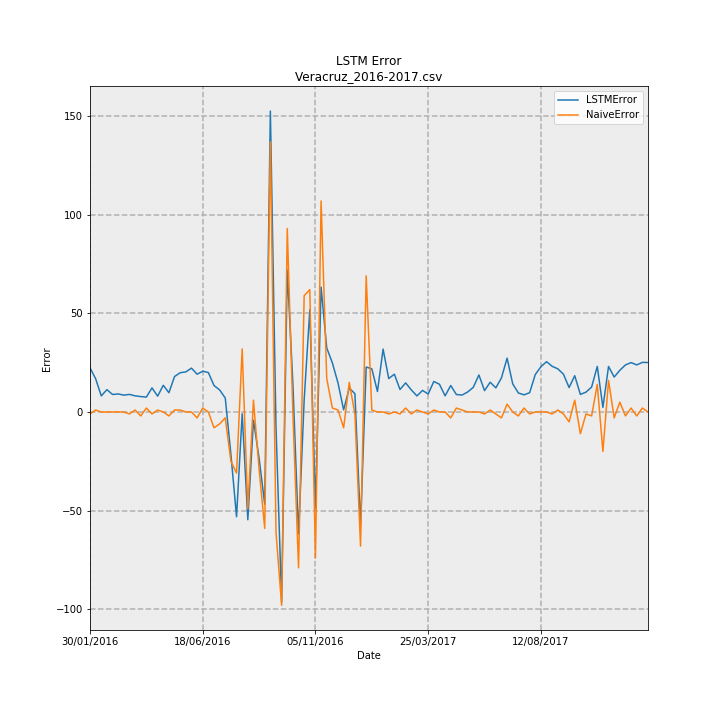 LSTM Error
Veracruz_2016-2017.csv
LSTMError
NaiveError
Error
150
100
50
0
−50
−100
30/01/2016
18/06/2016
05/11/2016
25/03/2017
12/08/2017
Date